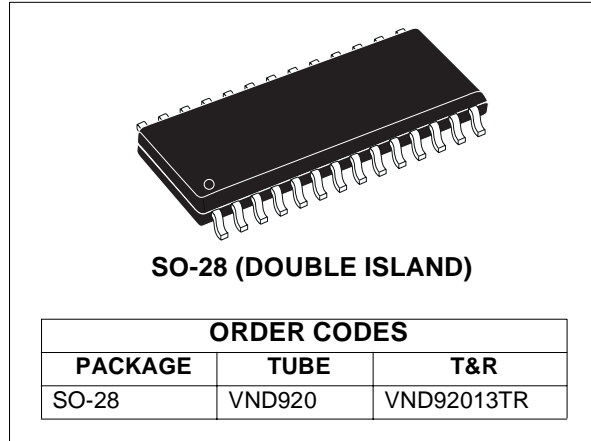 SO-28 (DOUBLE ISLAND)
ORDER CODES
PACKAGE TUBE T&R
SO-28 VND920 VND92013TR